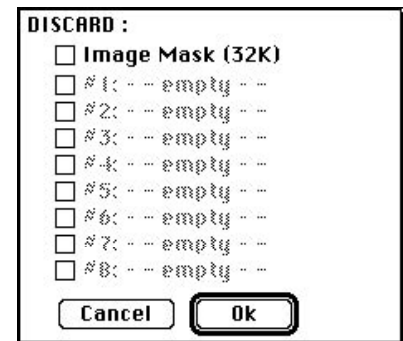 DISCARD :
Image Mask (32K)
#1: - - empty - -
#2: - - empty - -
#3: - - empty - -
#4: - - empty - -
#5: - - empty - -
#6: - - empty - -
#7: - - empty - -
#8: - - empty - -
Cancel Ok